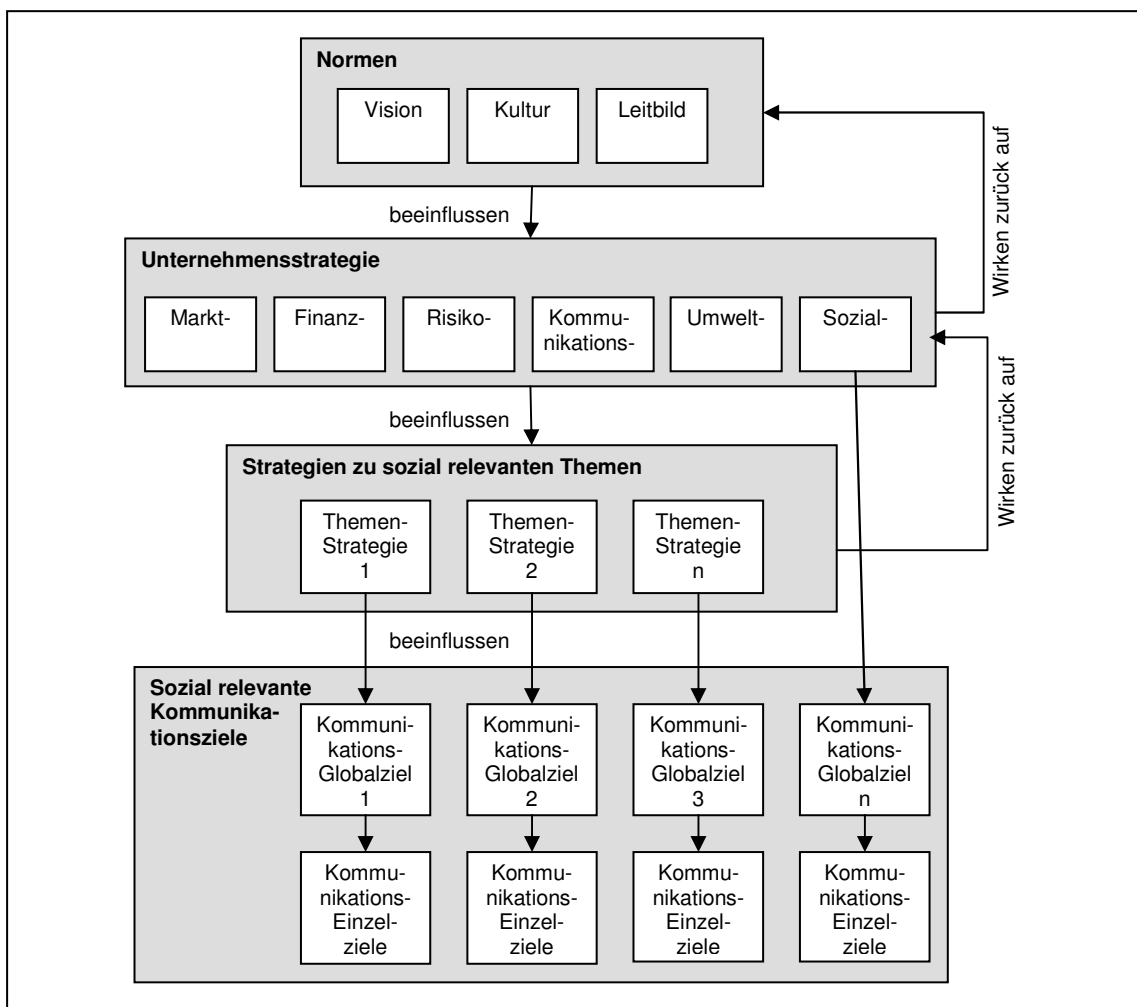 Normen
Vision
Kultur
Leitbild
Wirken zurück auf
beeinflussen
Unternehmensstrategie
Markt-
Finanz-
Risiko-
Kommu-
nikations-
Umwelt-
Sozial-
Wirken zurück auf
beeinflussen
Strategien zu sozial relevanten Themen
Themen-
Strategie
1
Themen-
Strategie
2
Themen-
Strategie
n
beeinflussen
Sozial relevante
Kommunika-
tionsziele
Kommuni-
kations-
Globalziel
1
Kommuni-
kations-
Globalziel
2
Kommuni-
kations-
Globalziel
3
Kommuni-
kations-
Globalziel
n
Kommu-
nikations-
Einzel-
ziele
Kommu-
nikations-
Einzel-
ziele
Kommu-
nikations-
Einzel-
ziele
Kommu-
nikations-
Einzel-
ziele